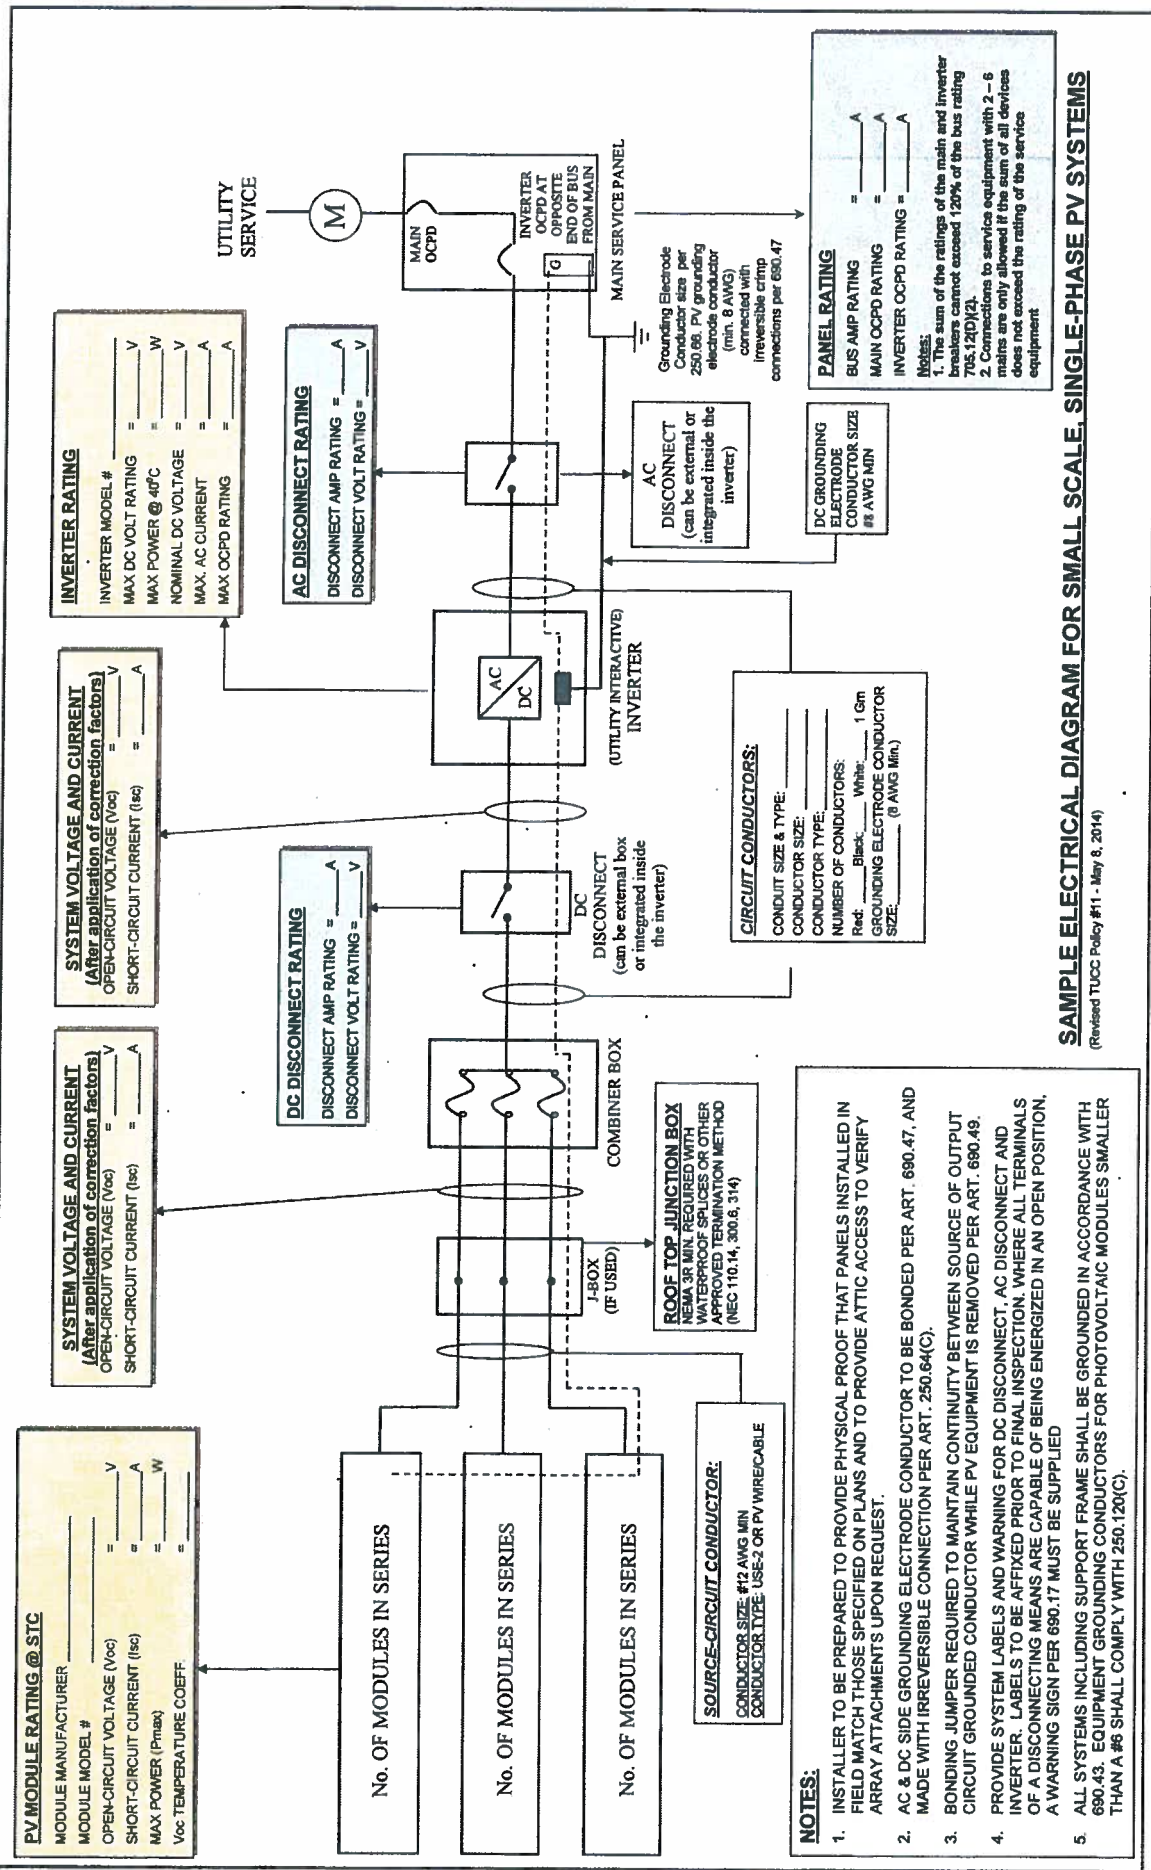 PV MODULE RATING @ STC
MODULE MANUFACTURER
MODULE MODEL #
OPEN-CIRCUIT VOLTAGE (Voc) = V
SHORT-CIRCUIT CURRENT (Isc) = A
MAX POWER (Pmax) = W
Voc TEMPERATURE COEFF. =
SYSTEM VOLTAGE AND CURRENT
(After application of correction factors)
OPEN-CIRCUIT VOLTAGE (Voc) = V
SHORT-CIRCUIT CURRENT (Isc) = A
SYSTEM VOLTAGE AND CURRENT
(After application of correction factors)
OPEN-CIRCUIT VOLTAGE (Voc) = V
SHORT-CIRCUIT CURRENT (Isc) = A
INVERTER RATING
INVERTER MODEL #
MAX DC VOLT RATING = V
MAX POWER @ 40°C = W
NOMINAL DC VOLTAGE = V
MAX. AC CURRENT = A
MAX OCPD RATING = A
DC DISCONNECT RATING
DISCONNECT AMP RATING = A
DISCONNECT VOLT RATING = V
AC DISCONNECT RATING
DISCONNECT AMP RATING = A
DISCONNECT VOLT RATING = V
UTILITY
SERVICE
M
MAIN
OCPD
INVERTER
OCPD AT
OPPOSITE
END OF BUS
FROM MAIN
G
MAIN SERVICE PANEL
No. OF MODULES IN SERIES
No. OF MODULES IN SERIES
No. OF MODULES IN SERIES
J-BOX
(IF USED)
COMBINER BOX
DC
DISCONNECT
(can be external box
or integrated inside
the inverter)
AC
DC
(UTILITY INTERACTIVE)
INVERTER
AC
DISCONNECT
(can be external or
integrated inside the
inverter)
Grounding Electrode
Conductor size per
250.66. PV grounding
electrode conductor
(min. 8 AWG)
connected with
irreversible crimp
connections per 690.47
SOURCE-CIRCUIT CONDUCTOR:
CONDUCTOR SIZE: #12 AWG MIN
CONDUCTOR TYPE: USE-2 OR PV WIRE/CABLE
ROOF TOP JUNCTION BOX
NEMA 3R MIN. REQUIRED WITH
WATERPROOF SPLICES OR OTHER
APPROVED TERMINATION METHOD
(NEC 110.14, 300.6, 314)
CIRCUIT CONDUCTORS:
CONDUIT SIZE & TYPE:
CONDUCTOR SIZE:
CONDUCTOR TYPE:
NUMBER OF CONDUCTORS:
Red: Black: White: 1 Grn
GROUNDING ELECTRODE CONDUCTOR
SIZE: (8 AWG Min.)
DC GROUNDING
ELECTRODE
CONDUCTOR SIZE
#8 AWG MIN
PANEL RATING
BUS AMP RATING = A
MAIN OCPD RATING = A
INVERTER OCPD RATING = A
Notes:
1. The sum of the ratings of the main and inverter
breakers cannot exceed 120% of the bus rating
705.12(D)(2).
2. Connections to service equipment with 2 – 6
mains are only allowed if the sum of all devices
does not exceed the rating of the service
equipment
NOTES:
1. INSTALLER TO BE PREPARED TO PROVIDE PHYSICAL PROOF THAT PANELS INSTALLED IN
FIELD MATCH THOSE SPECIFIED ON PLANS AND TO PROVIDE ATTIC ACCESS TO VERIFY
ARRAY ATTACHMENTS UPON REQUEST.
2. AC & DC SIDE GROUNDING ELECTRODE CONDUCTOR TO BE BONDED PER ART. 690.47, AND
MADE WITH IRREVERSIBLE CONNECTION PER ART. 250.64(C).
3. BONDING JUMPER REQUIRED TO MAINTAIN CONTINUITY BETWEEN SOURCE OF OUTPUT
CIRCUIT GROUNDED CONDUCTOR WHILE PV EQUIPMENT IS REMOVED PER ART. 690.49.
4. PROVIDE SYSTEM LABELS AND WARNING FOR DC DISCONNECT, AC DISCONNECT AND
INVERTER. LABELS TO BE AFFIXED PRIOR TO FINAL INSPECTION. WHERE ALL TERMINALS
OF A DISCONNECTING MEANS ARE CAPABLE OF BEING ENERGIZED IN AN OPEN POSITION,
A WARNING SIGN PER 690.17 MUST BE SUPPLIED
5. ALL SYSTEMS INCLUDING SUPPORT FRAME SHALL BE GROUNDED IN ACCORDANCE WITH
690.43. EQUIPMENT GROUNDING CONDUCTORS FOR PHOTOVOLTAIC MODULES SMALLER
THAN A #6 SHALL COMPLY WITH 250.120(C).
SAMPLE ELECTRICAL DIAGRAM FOR SMALL SCALE, SINGLE-PHASE PV SYSTEMS
(Revised TUCC Policy #11 - May 8, 2014)